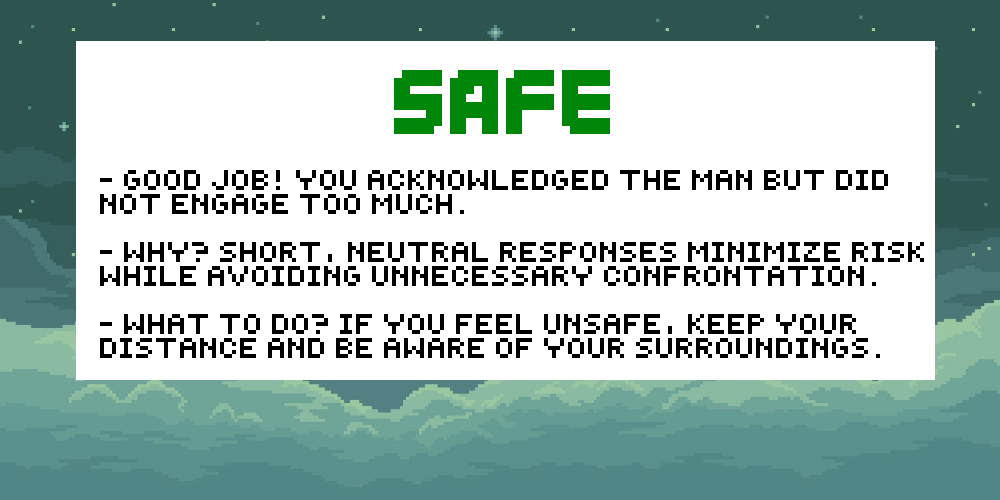 SAFE
- GOOD JOB! YOU ACKNOWLEDGED THE MAN BUT DID
NOT ENGAGE TOO MUCH.
- WHY? SHORT, NEUTRAL RESPONSES MINIMIZE RISK
WHILE AVOIDING UNNECESSARY CONFRONTATION.
- WHAT TO DO? IF YOU FEEL UNSAFE, KEEP YOUR
DISTANCE AND BE AWARE OF YOUR SURROUNDINGS.